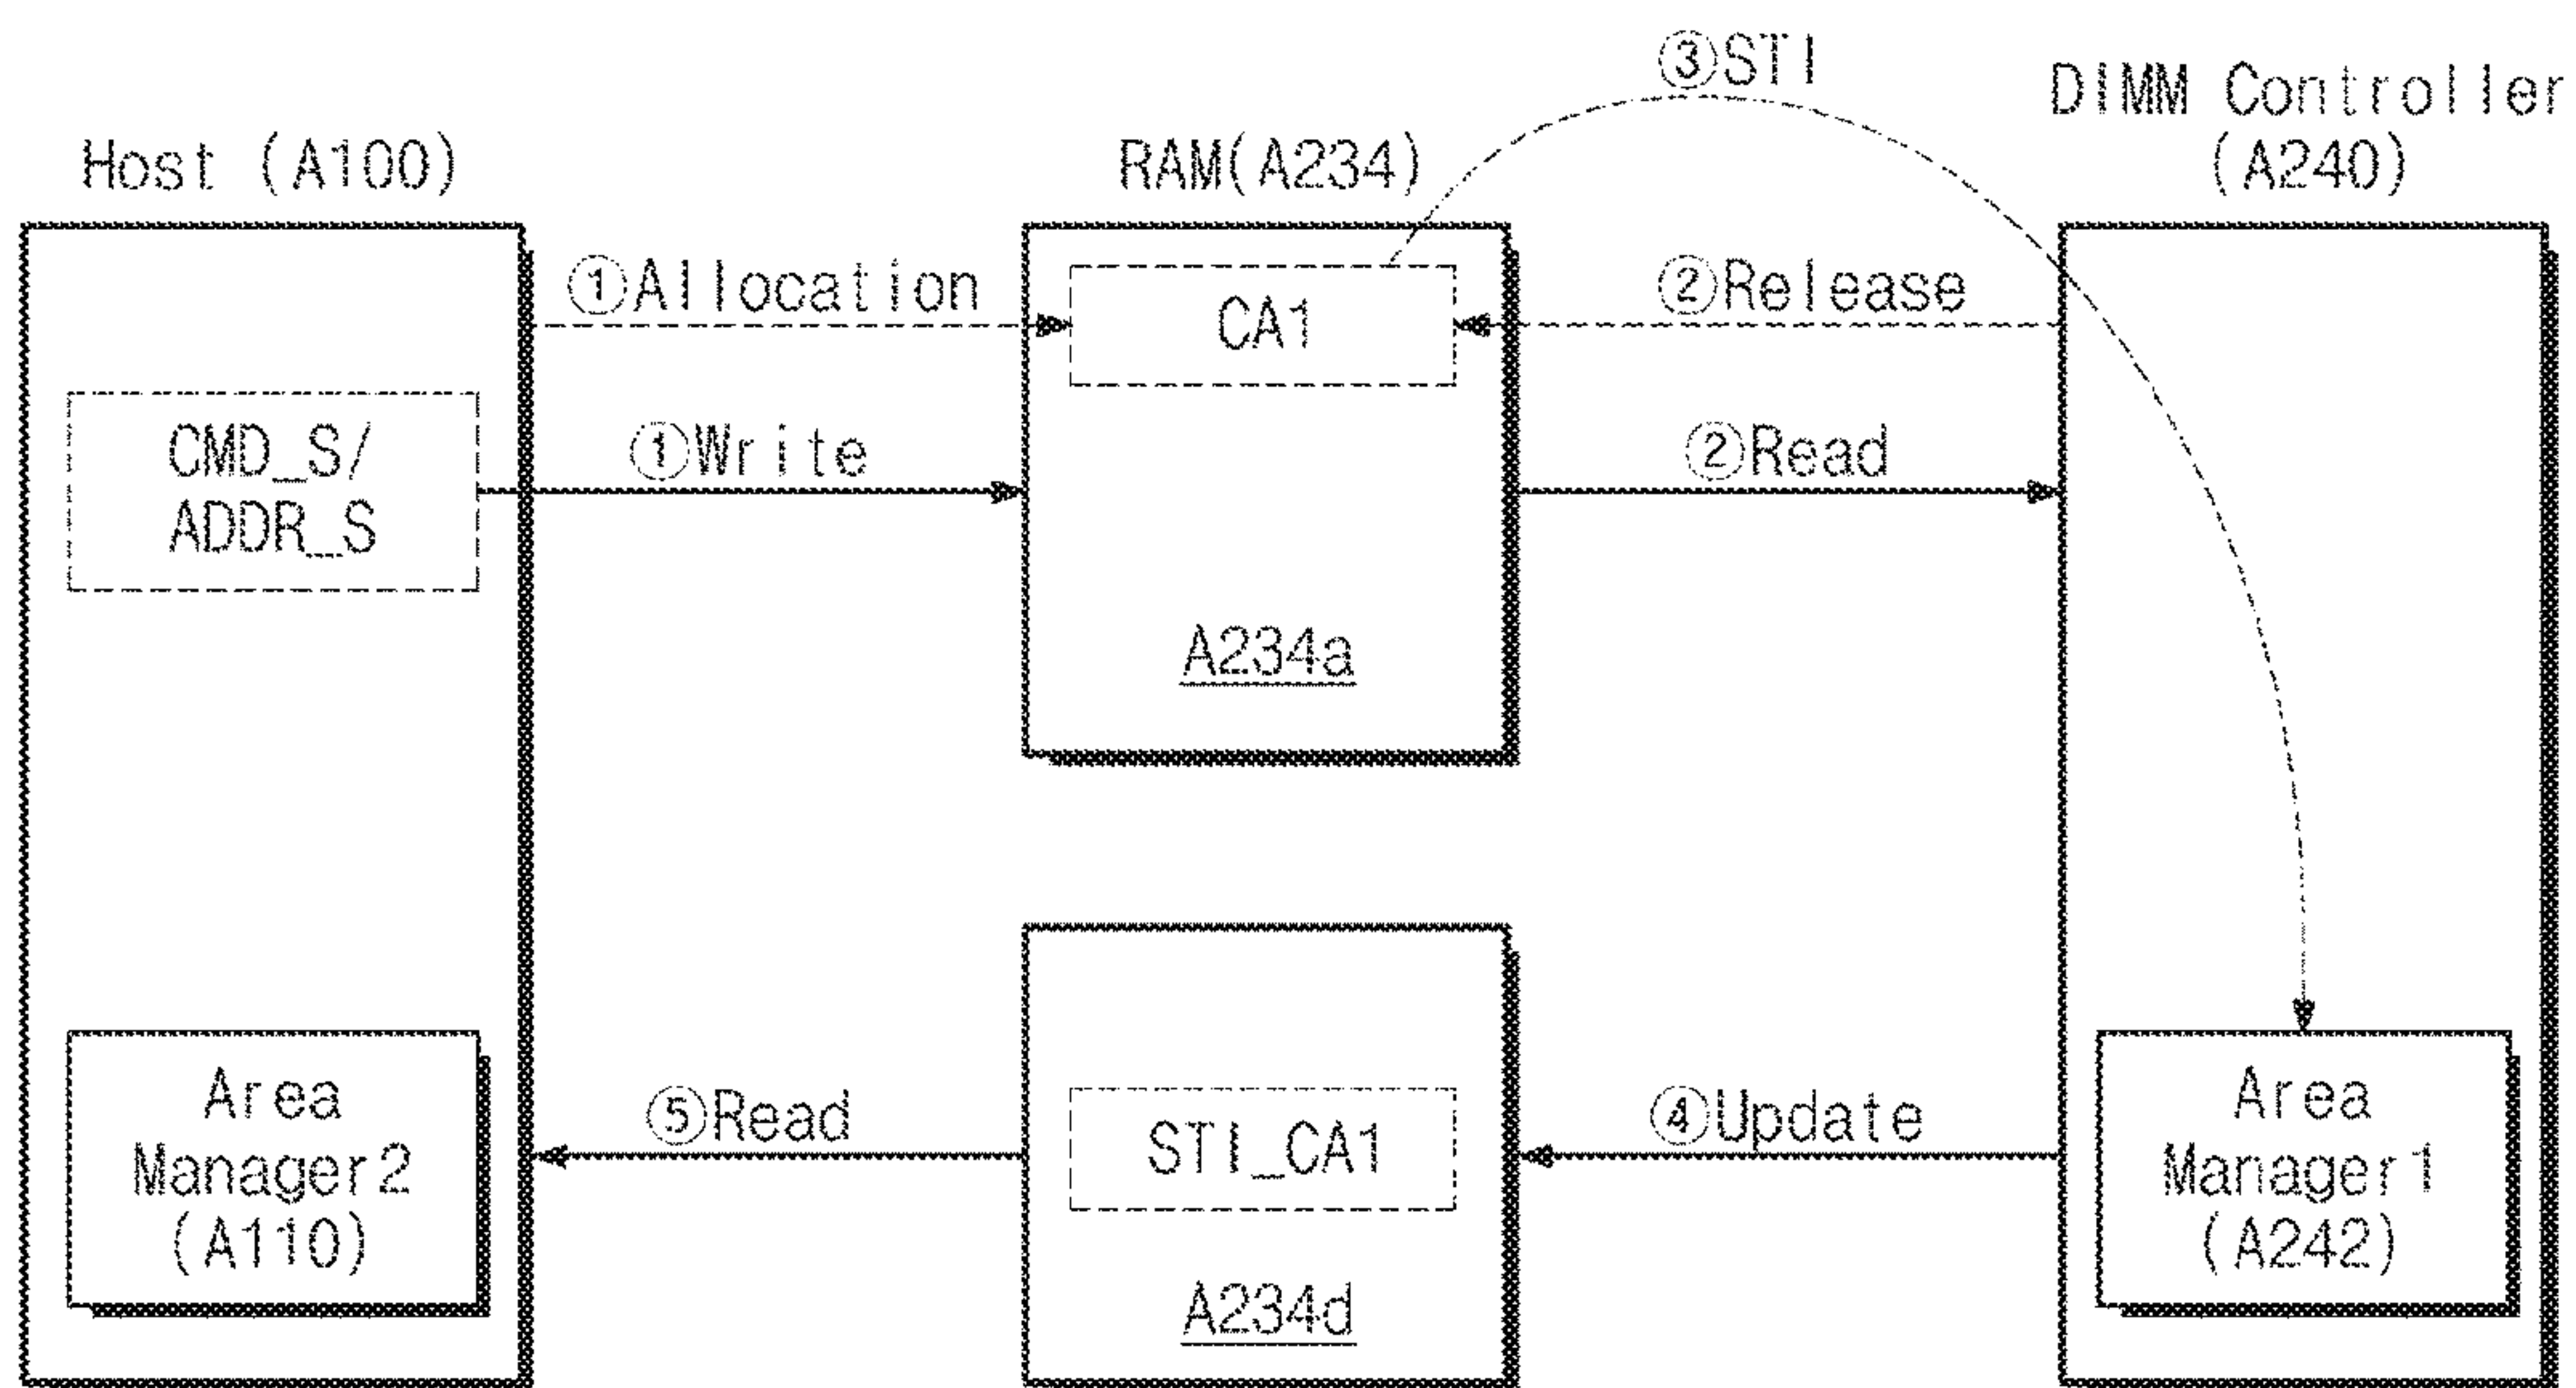 ③STI
DIMM Controller
(A240)
Host (A100)
RAM(A234)
①Allocation
CA1
②Release
CMD_S/
ADDR_S
①Write
②Read
A234a
Area
Manager2
(A110)
⑤Read
STI_CA1
④Update
Area
Manager1
(A242)
A234d